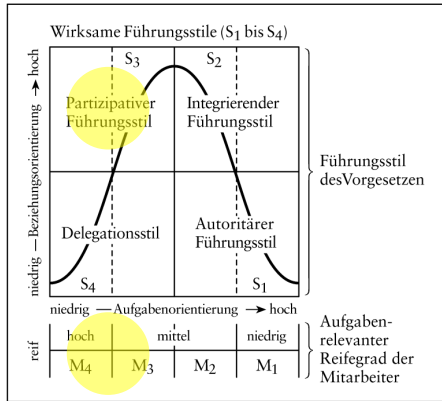 Wirksame Führungsstile (S₁ bis S₄)
S₃ S₂
Partizipativer Führungsstil
Integrierender Führungsstil
Delegationsstil
Autoritärer Führungsstil
S₄ S₁
niedrig — Beziehungsorientierung → hoch
niedrig — Aufgabenorientierung → hoch
Führungsstil
desVorgesetzen
reif
hoch mittel niedrig
M₄ M₃ M₂ M₁
Aufgaben-
relevanter
Reifegrad der
Mitarbeiter